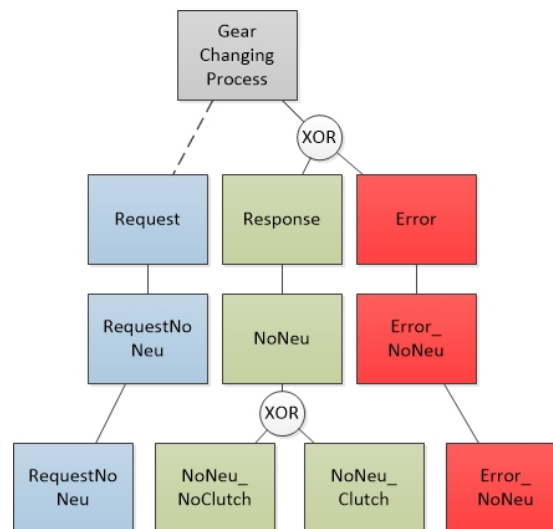 Gear
Changing
Process
XOR
Request
Response
Error
RequestNo
Neu
NoNeu
Error_
NoNeu
XOR
RequestNo
Neu
NoNeu_
NoClutch
NoNeu_
Clutch
Error_
NoNeu